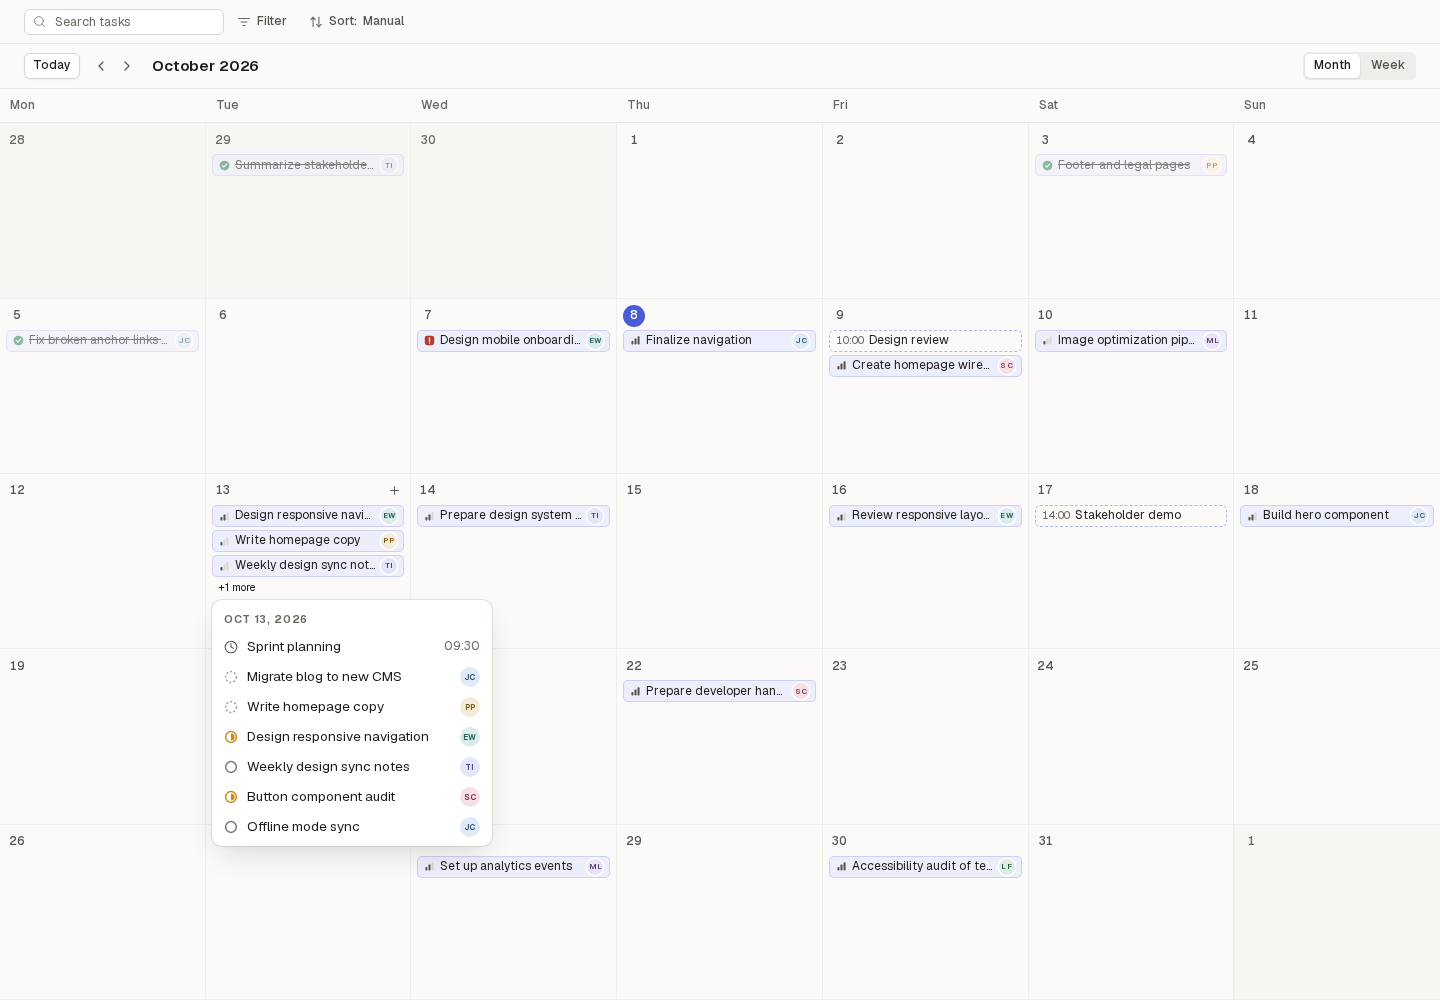 Search tasks
Filter
Sort: Manual
Today
October 2026
Month
Week
Mon
Tue
Wed
Thu
Fri
Sat
Sun
28
29
30
1
2
3
4
Summarize stakeholde... TI
Footer and legal pages PP
5
6
7
8
9
10
11
Fix broken anchor links ... JC
Design mobile onboardi... EW
Finalize navigation JC
10:00 Design review
Create homepage wire... SC
Image optimization pip... ML
12
13
14
15
16
17
18
Design responsive navi... EW
Write homepage copy PP
Weekly design sync not... TI
+1 more
Prepare design system ... TI
Review responsive layo... EW
14:00 Stakeholder demo
Build hero component JC
OCT 13, 2026
Sprint planning 09:30
Migrate blog to new CMS JC
Write homepage copy PP
Design responsive navigation EW
Weekly design sync notes TI
Button component audit SC
Offline mode sync JC
19
22
23
24
25
Prepare developer han... SC
26
29
30
31
1
Set up analytics events ML
Accessibility audit of te... LF